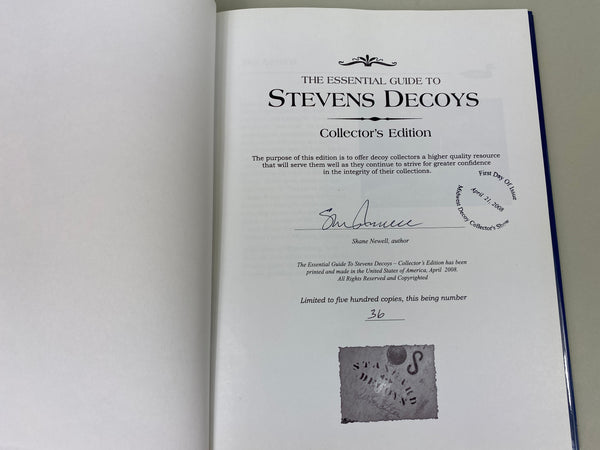 THE ESSENTIAL GUIDE TO
STEVENS DECOYS
Collector's Edition
The purpose of this edition is to offer decoy collectors a higher quality resource
that will serve them well as they continue to strive for greater confidence
in the integrity of their collections.
First Day Of Issue
April 21, 2008
Midwest Decoy Collector's Show
Shane Newell, author
The Essential Guide To Stevens Decoys – Collector's Edition has been
printed and made in the United States of America, April 2008.
All Rights Reserved and Copyrighted
Limited to five hundred copies, this being number
36
STANDARD
DECOYS